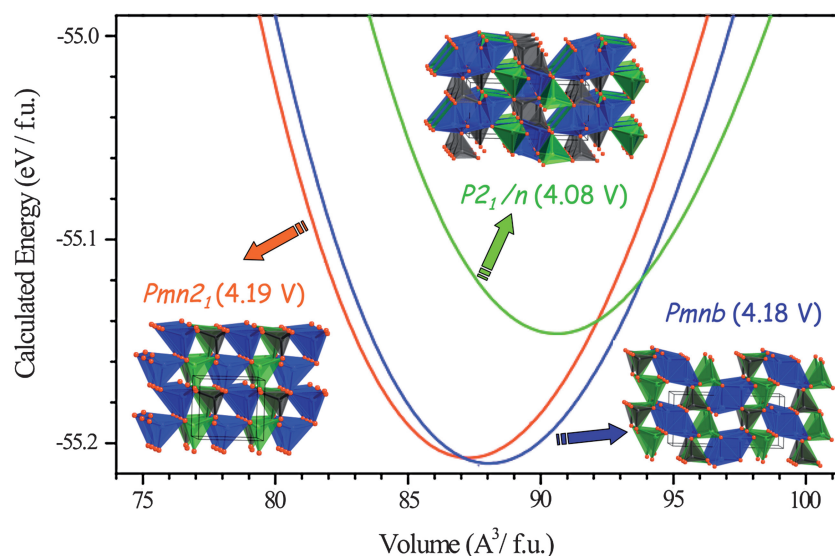 -55.0
-55.1
-55.2
Calculated Energy (eV / f.u.)
P2₁/n (4.08 V)
Pmn2₁ (4.19 V)
Pmnb (4.18 V)
75 80 85 90 95 100
Volume (A³/ f.u.)